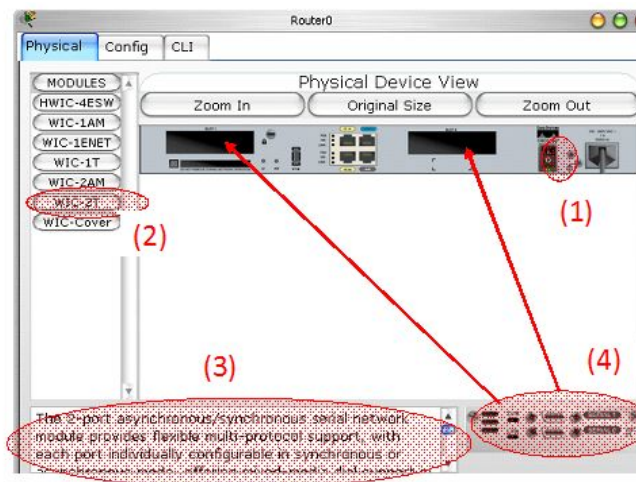 Router0
Physical Config CLI
MODULES
HWIC-4ESW
WIC-1AM
WIC-1ENET
WIC-1T
WIC-2AM
WIC-2T
WIC-Cover
Physical Device View
Zoom In Original Size Zoom Out
(1)
(2)
(3)
(4)
The 2-port asynchronous/synchronous serial network
module provides flexible multi-protocol support, with
each port individually configurable in synchronous or